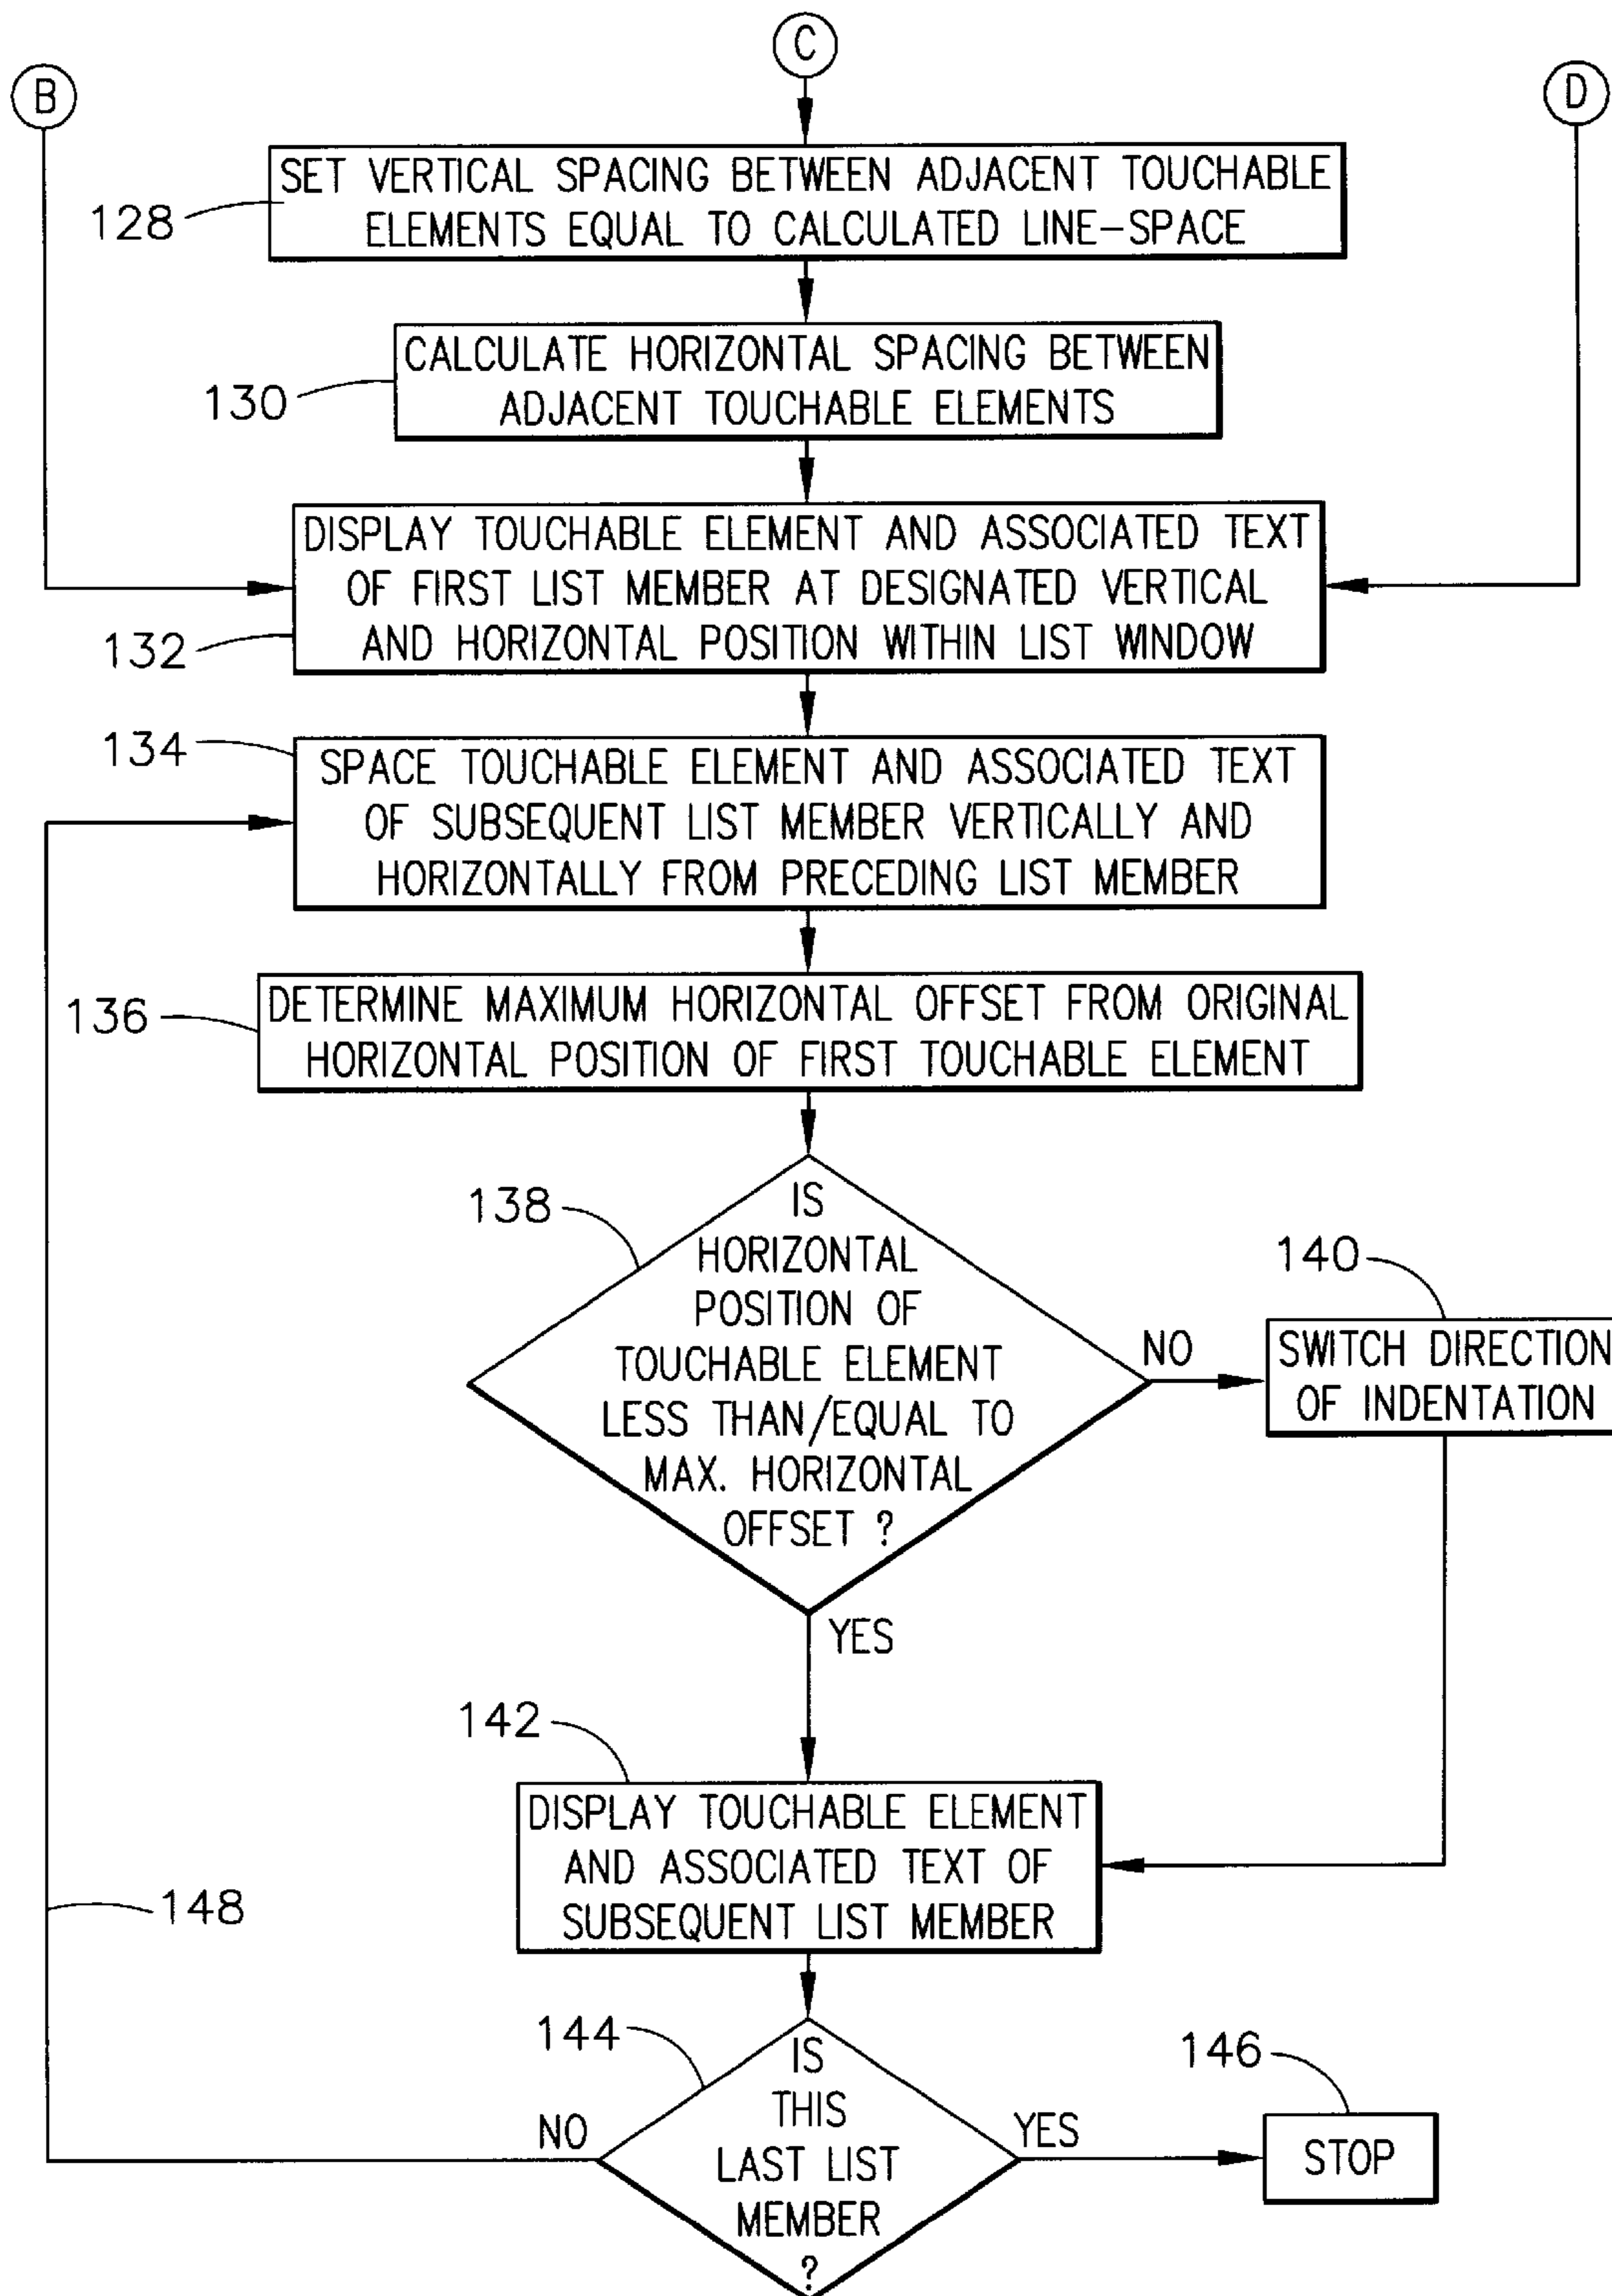 C
B
D
SET VERTICAL SPACING BETWEEN ADJACENT TOUCHABLE
ELEMENTS EQUAL TO CALCULATED LINE-SPACE
128
CALCULATE HORIZONTAL SPACING BETWEEN
ADJACENT TOUCHABLE ELEMENTS
130
DISPLAY TOUCHABLE ELEMENT AND ASSOCIATED TEXT
OF FIRST LIST MEMBER AT DESIGNATED VERTICAL
AND HORIZONTAL POSITION WITHIN LIST WINDOW
132
134
SPACE TOUCHABLE ELEMENT AND ASSOCIATED TEXT
OF SUBSEQUENT LIST MEMBER VERTICALLY AND
HORIZONTALLY FROM PRECEDING LIST MEMBER
136
DETERMINE MAXIMUM HORIZONTAL OFFSET FROM ORIGINAL
HORIZONTAL POSITION OF FIRST TOUCHABLE ELEMENT
138
IS
HORIZONTAL
POSITION OF
TOUCHABLE ELEMENT
LESS THAN/EQUAL TO
MAX. HORIZONTAL
OFFSET ?
NO
140
SWITCH DIRECTION
OF INDENTATION
YES
142
DISPLAY TOUCHABLE ELEMENT
AND ASSOCIATED TEXT OF
SUBSEQUENT LIST MEMBER
148
144
IS
THIS
LAST LIST
MEMBER
?
NO
YES
146
STOP